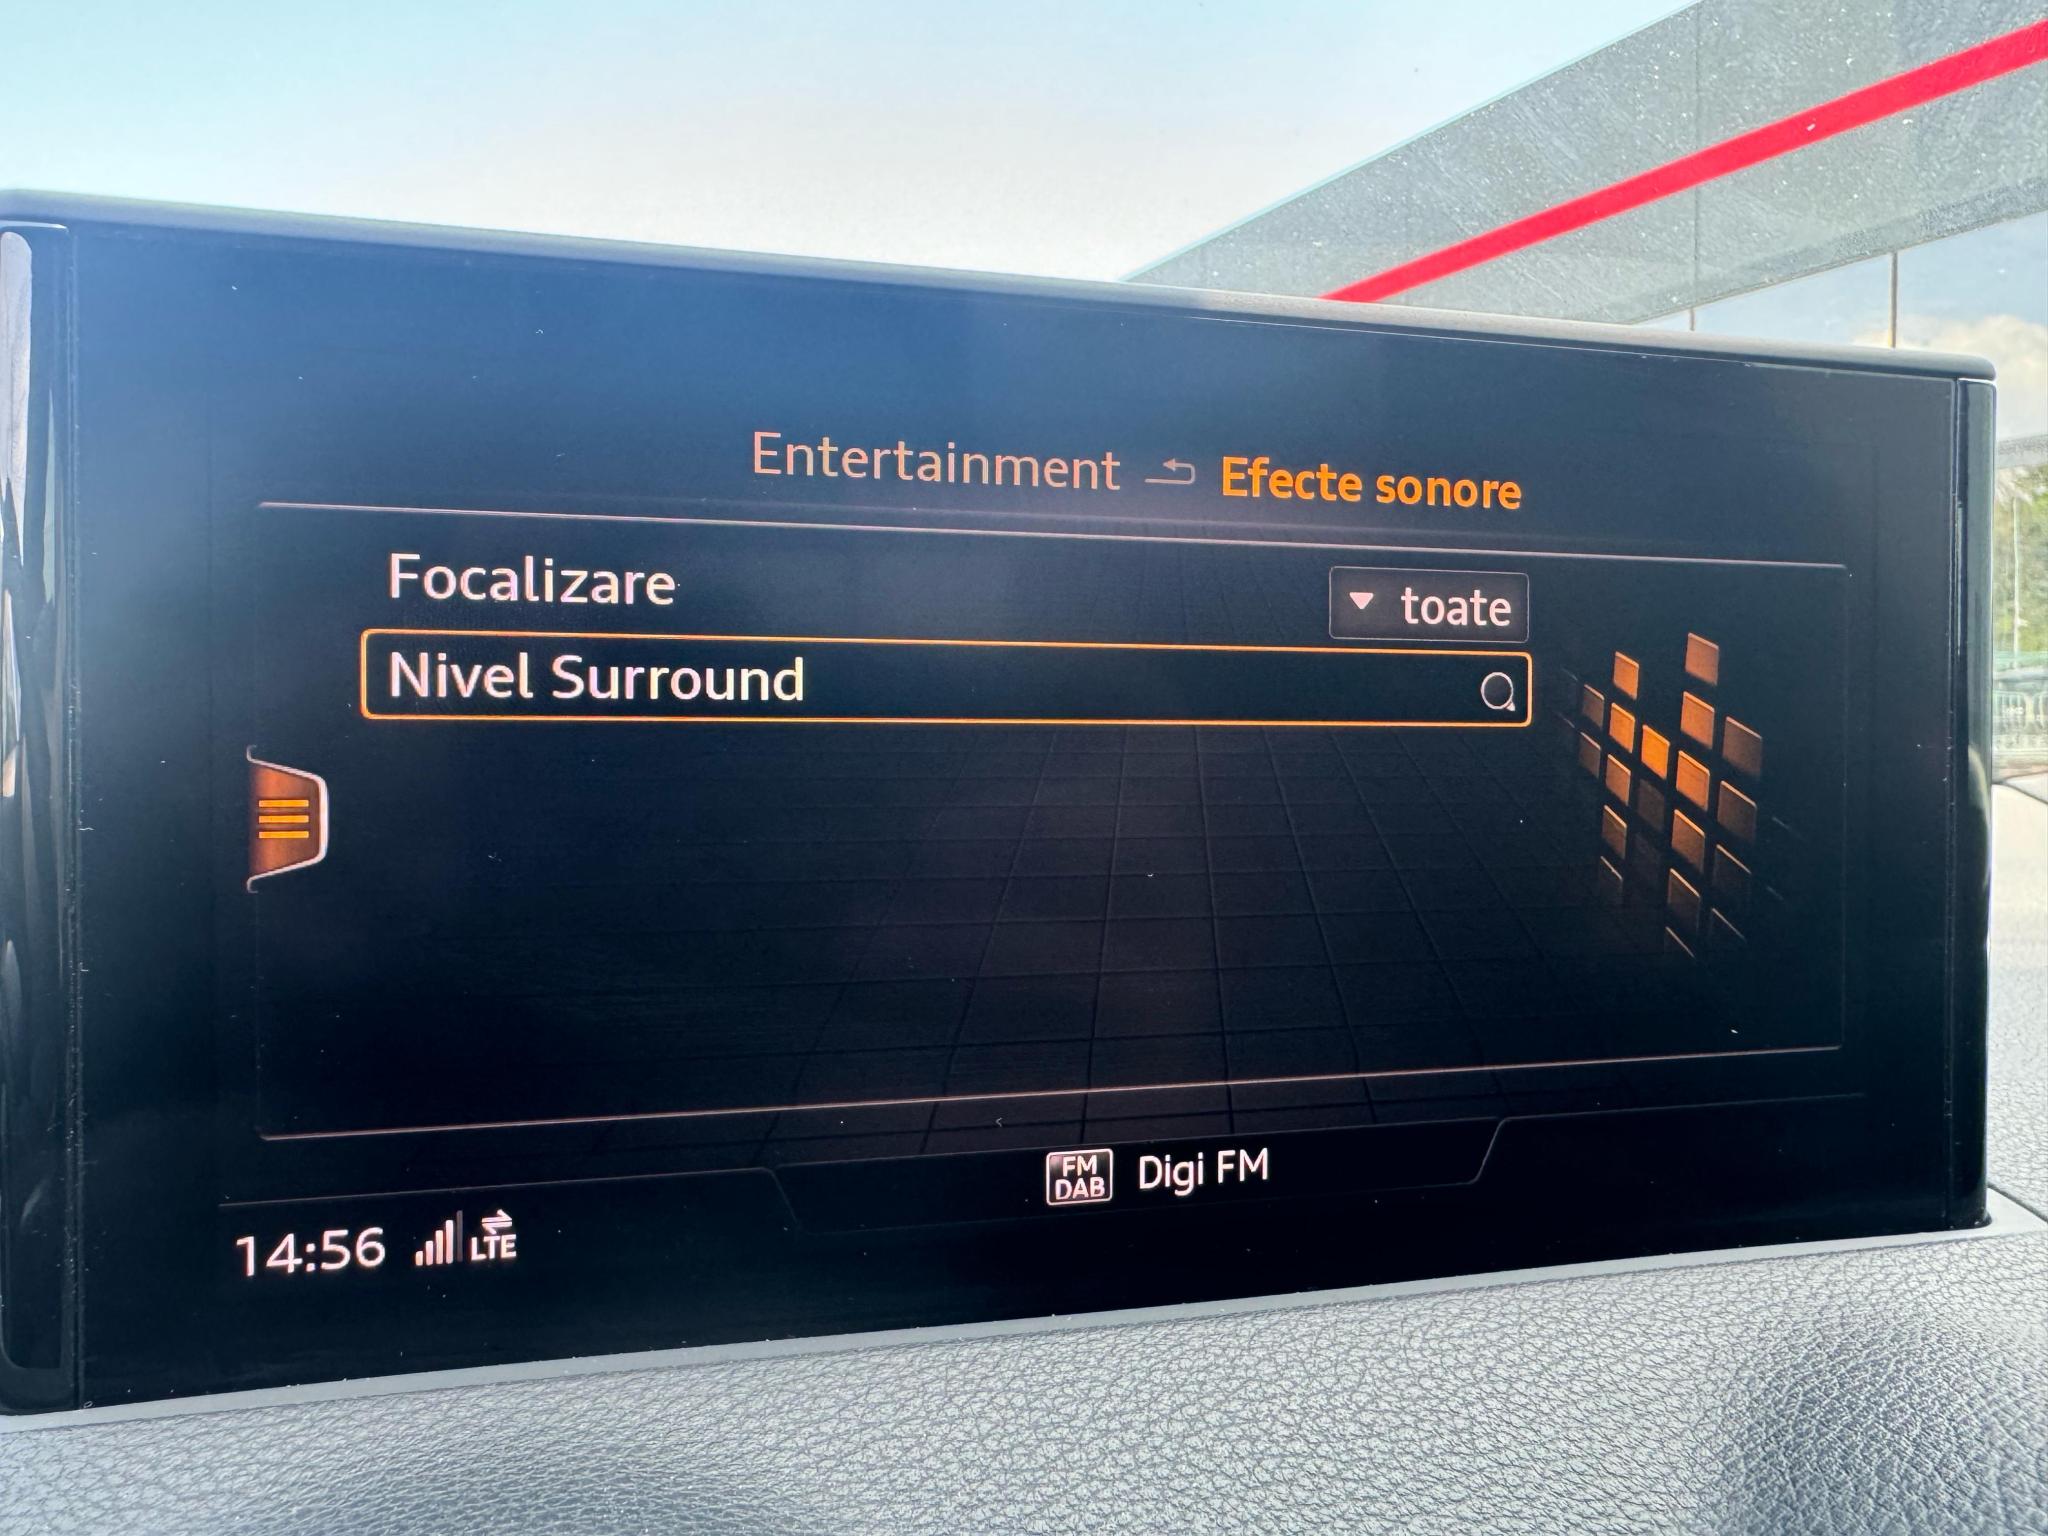 Entertainment Efecte sonore
Focalizare toate
Nivel Surround
FM DAB Digi FM
14:56 LTE